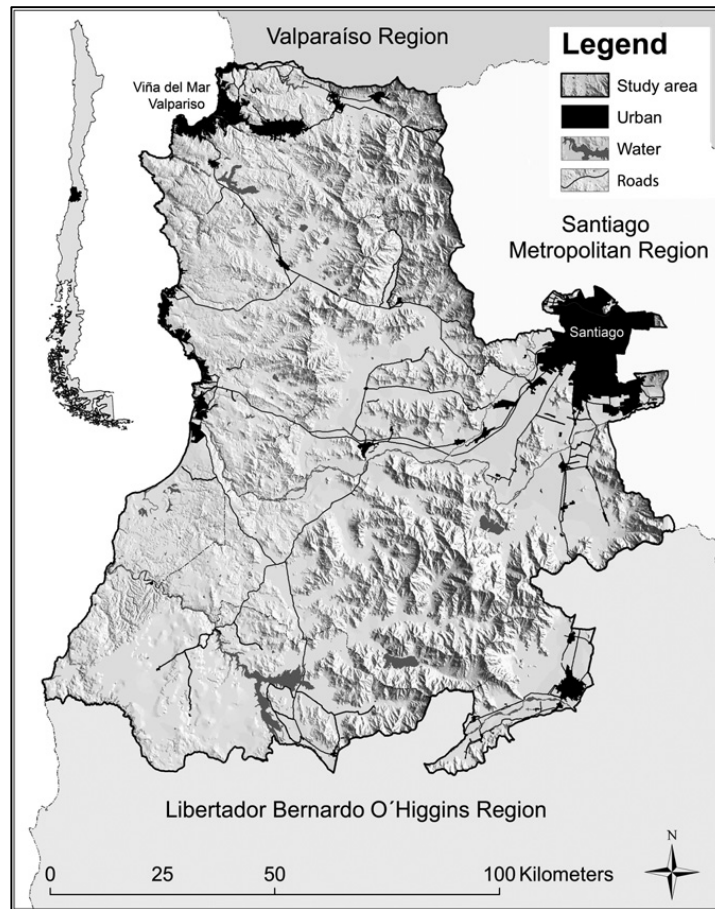 Valparaíso Region
Legend
Study area
Urban
Water
Roads
Viña del Mar
Valpariso
Santiago
Metropolitan Region
Santiago
Libertador Bernardo O´Higgins Region
N
0 25 50 100 Kilometers